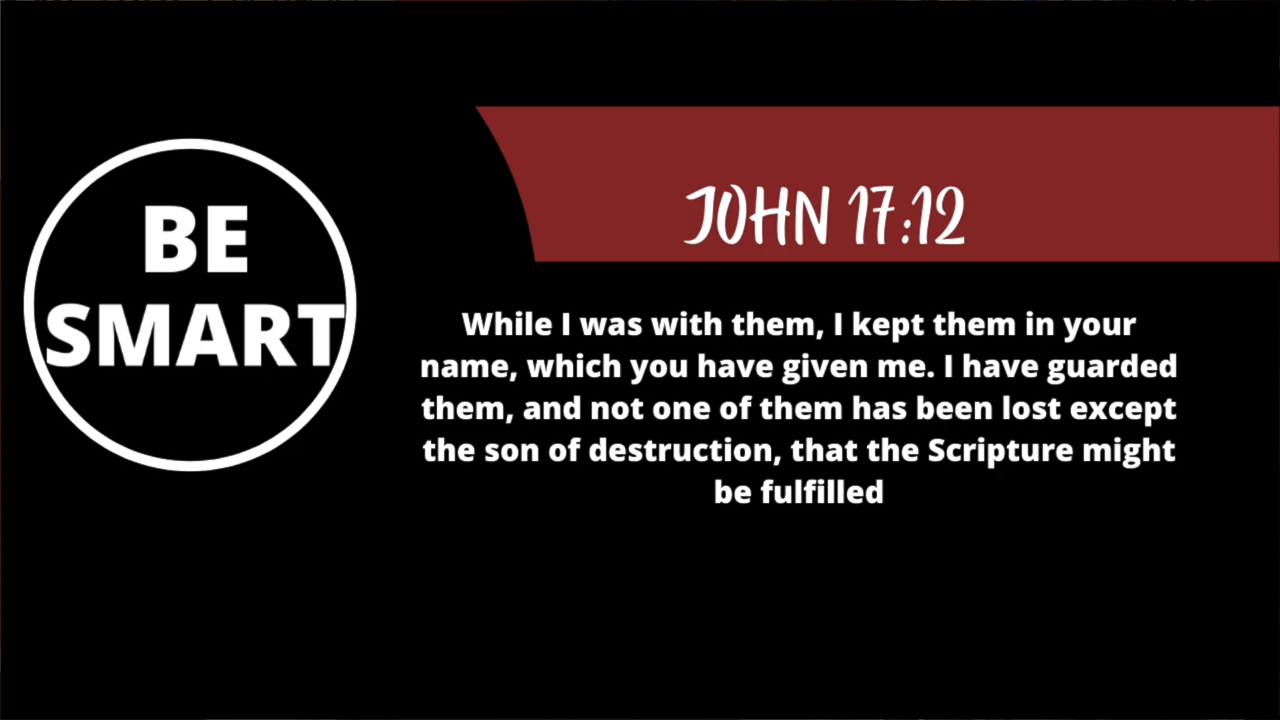 BE
SMART
JOHN 17:12
While I was with them, I kept them in your
name, which you have given me. I have guarded
them, and not one of them has been lost except
the son of destruction, that the Scripture might
be fulfilled